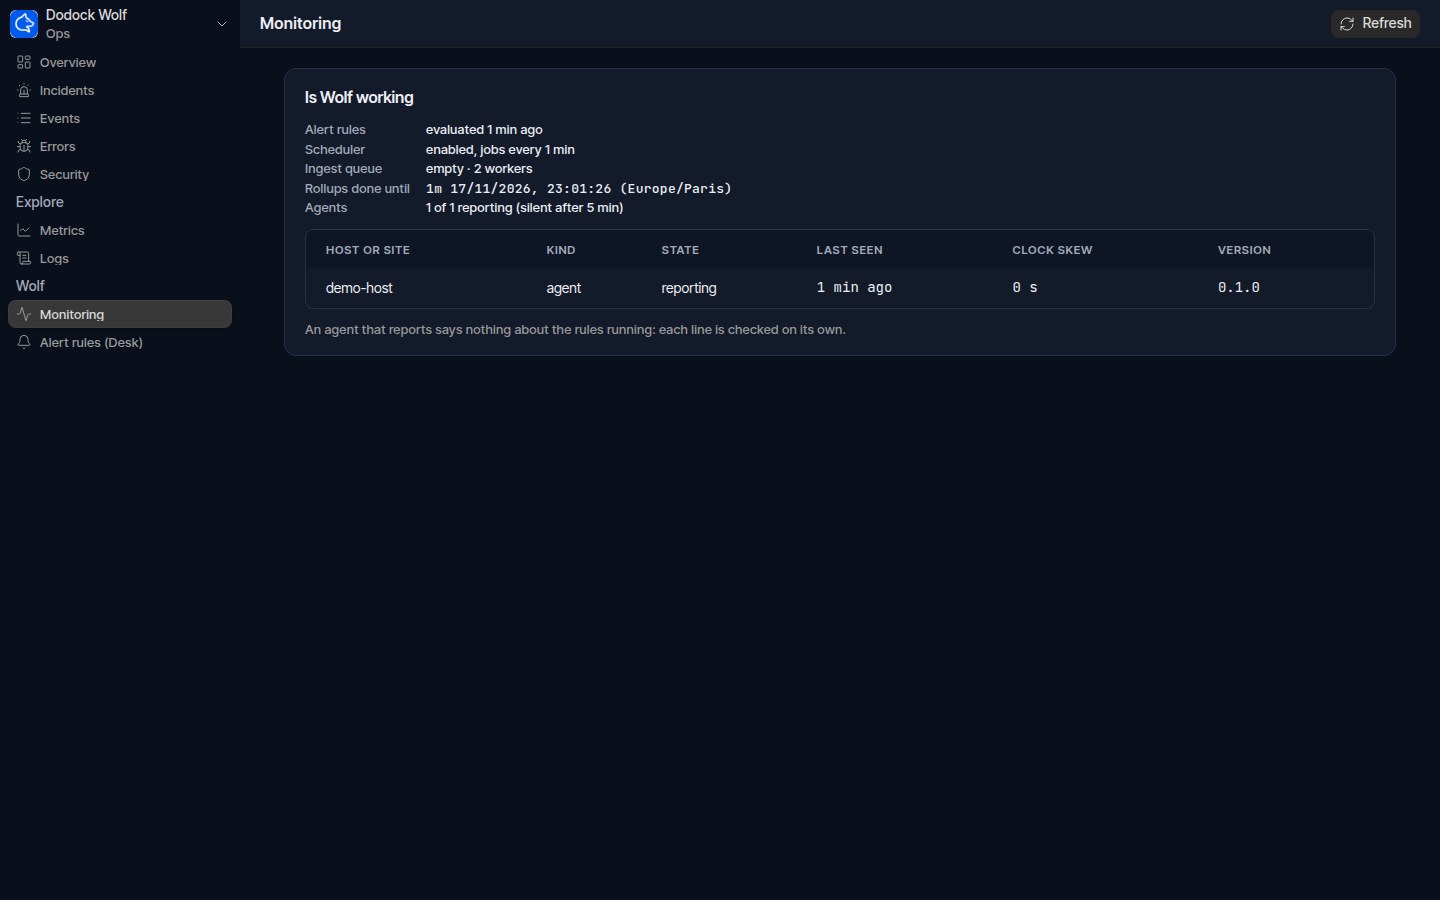 Dodock Wolf
Ops
Overview
Incidents
Events
Errors
Security
Explore
Metrics
Logs
Wolf
Monitoring
Alert rules (Desk)
Monitoring
Refresh
Is Wolf working
Alert rules evaluated 1 min ago
Scheduler enabled, jobs every 1 min
Ingest queue empty · 2 workers
Rollups done until 1m 17/11/2026, 23:01:26 (Europe/Paris)
Agents 1 of 1 reporting (silent after 5 min)
HOST OR SITE KIND STATE LAST SEEN CLOCK SKEW VERSION
demo-host agent reporting 1 min ago 0 s 0.1.0
An agent that reports says nothing about the rules running: each line is checked on its own.